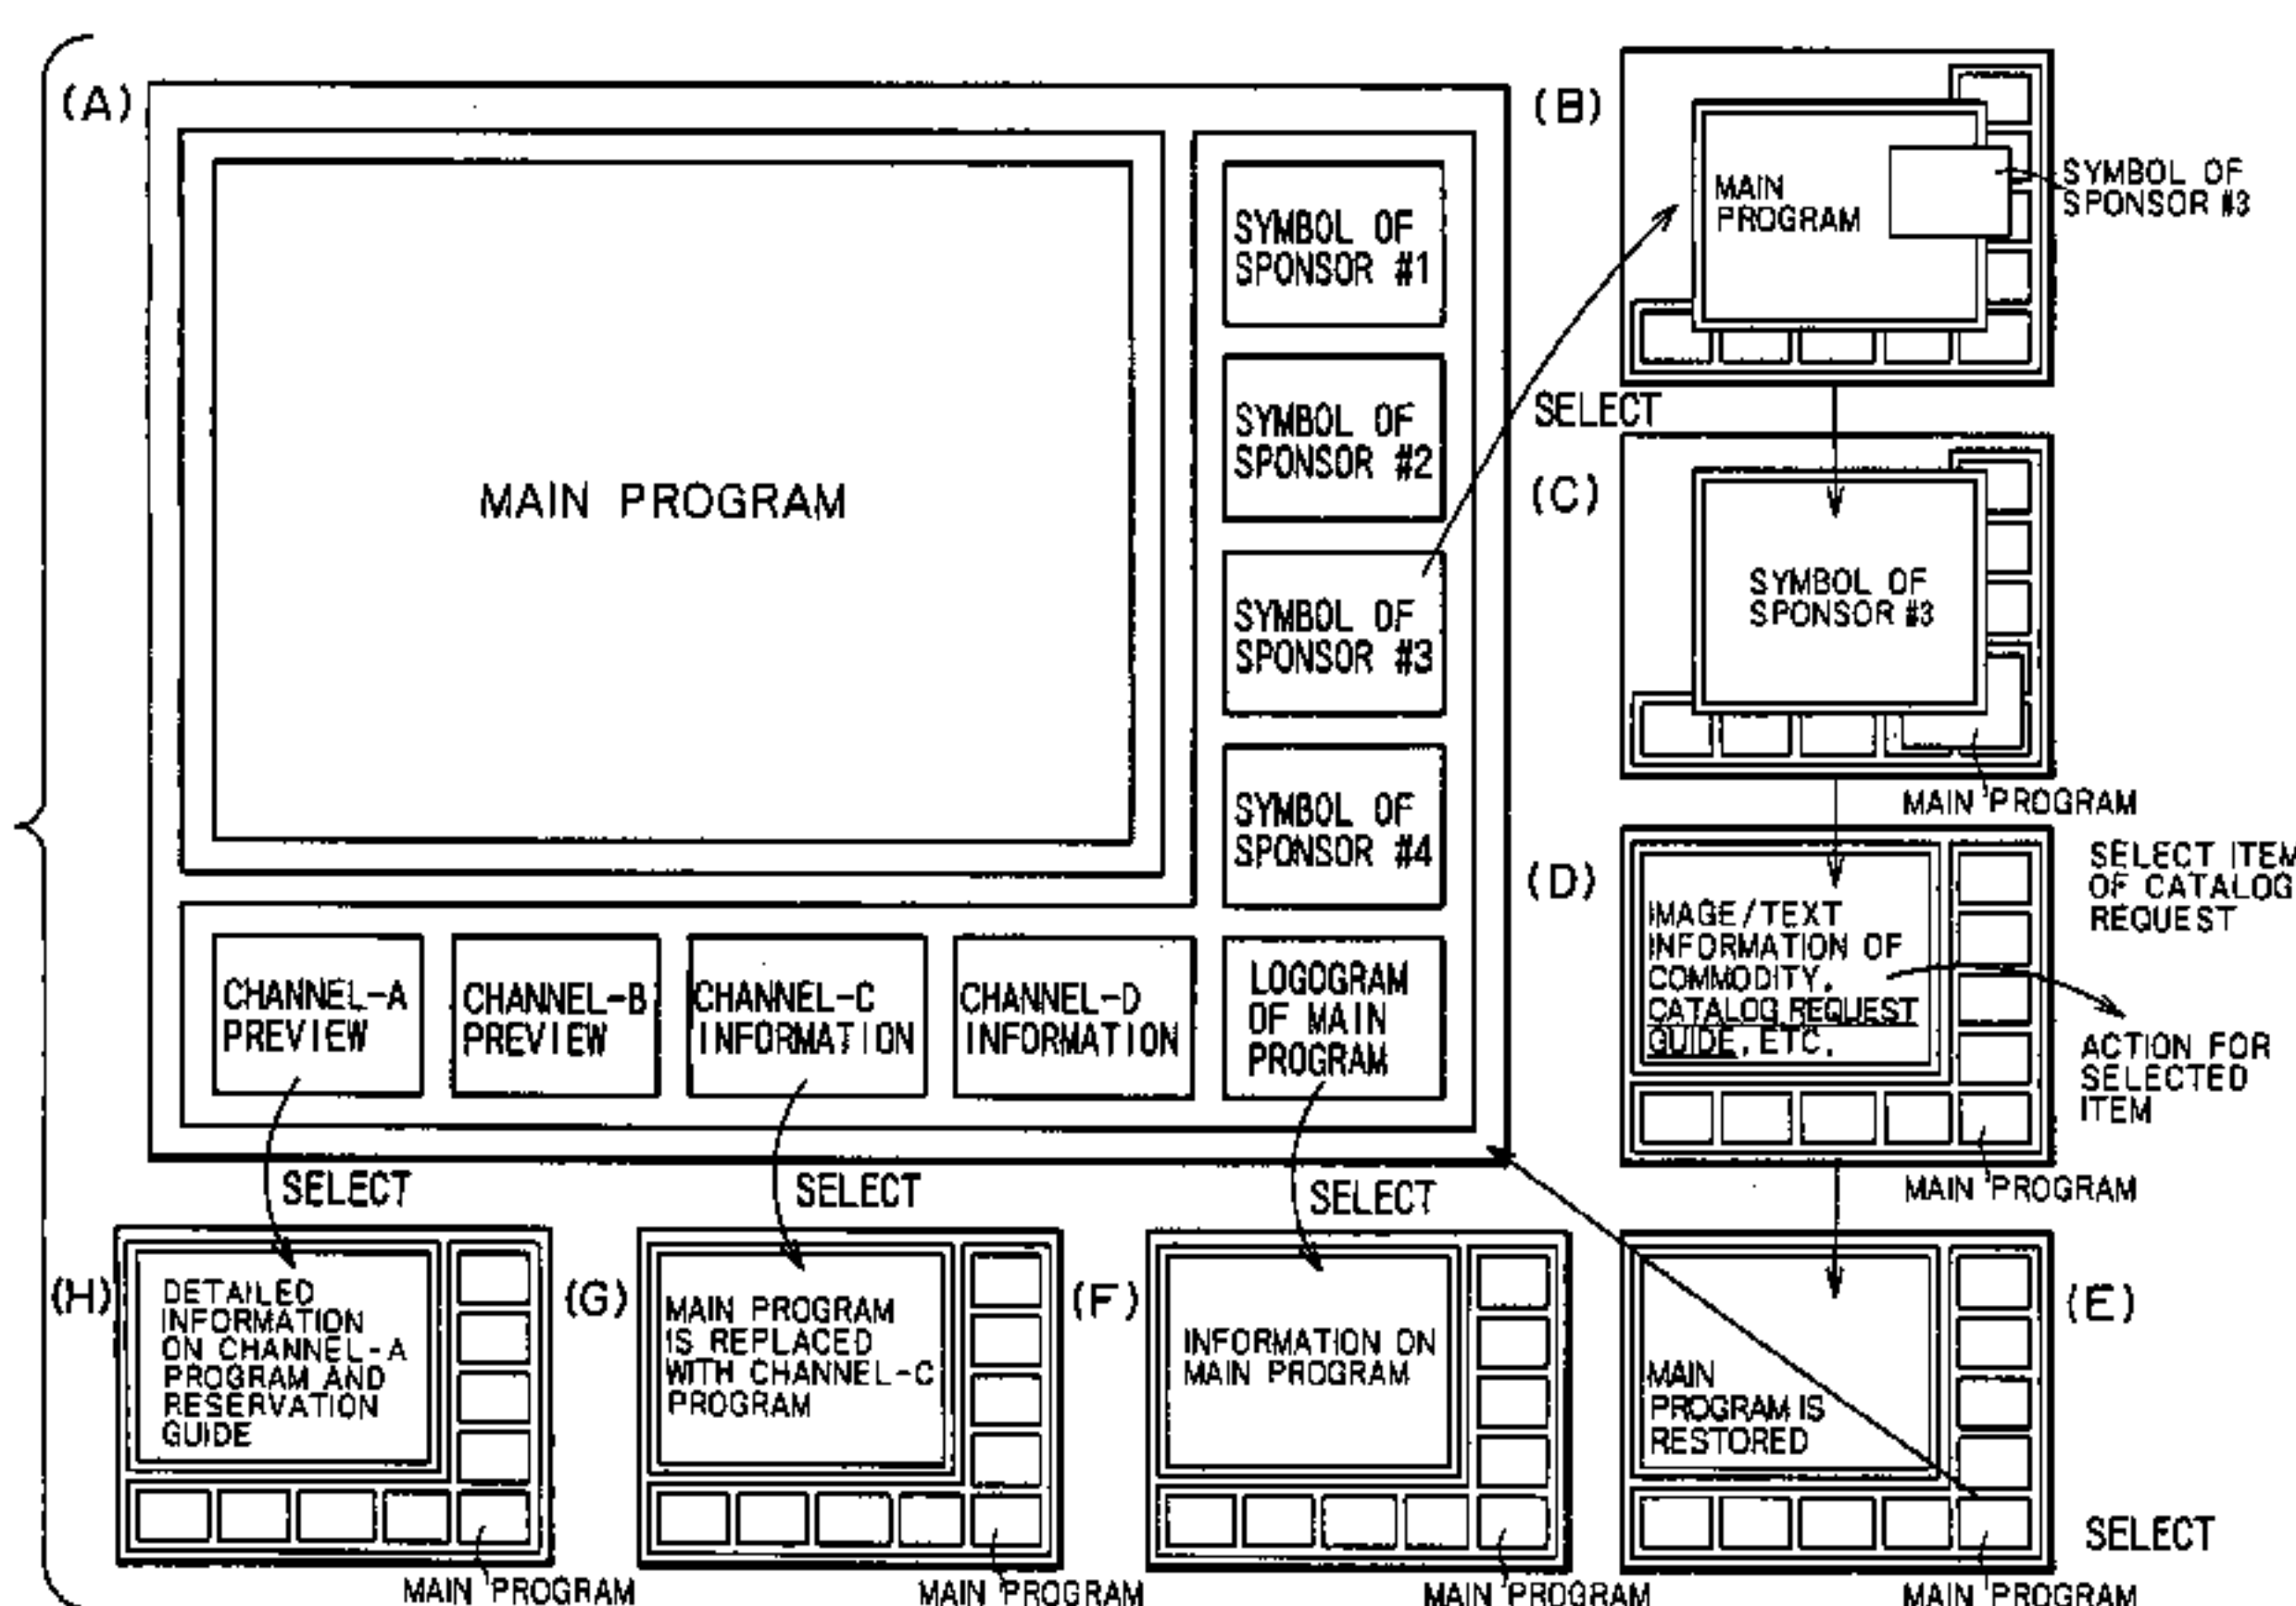 (A)
MAIN PROGRAM
SYMBOL OF
SPONSOR #1
SYMBOL OF
SPONSOR #2
SYMBOL OF
SPONSOR #3
SYMBOL OF
SPONSOR #4
CHANNEL-A
PREVIEW
CHANNEL-B
PREVIEW
CHANNEL-C
INFORMATION
CHANNEL-D
INFORMATION
LOGOGRAM
OF MAIN
PROGRAM
SELECT
SELECT
SELECT
SELECT
(B)
MAIN
PROGRAM
SYMBOL OF
SPONSOR #3
(C)
SYMBOL OF
SPONSOR #3
MAIN PROGRAM
(D)
IMAGE/TEXT
INFORMATION OF
COMMODITY,
CATALOG REQUEST
GUIDE, ETC.
SELECT ITEM
OF CATALOG
REQUEST
ACTION FOR
SELECTED
ITEM
MAIN PROGRAM
(E)
MAIN
PROGRAM IS
RESTORED
SELECT
MAIN PROGRAM
(F)
INFORMATION ON
MAIN PROGRAM
MAIN PROGRAM
(G)
MAIN PROGRAM
IS REPLACED
WITH CHANNEL-C
PROGRAM
MAIN PROGRAM
(H)
DETAILED
INFORMATION
ON CHANNEL-A
PROGRAM AND
RESERVATION
GUIDE
MAIN PROGRAM